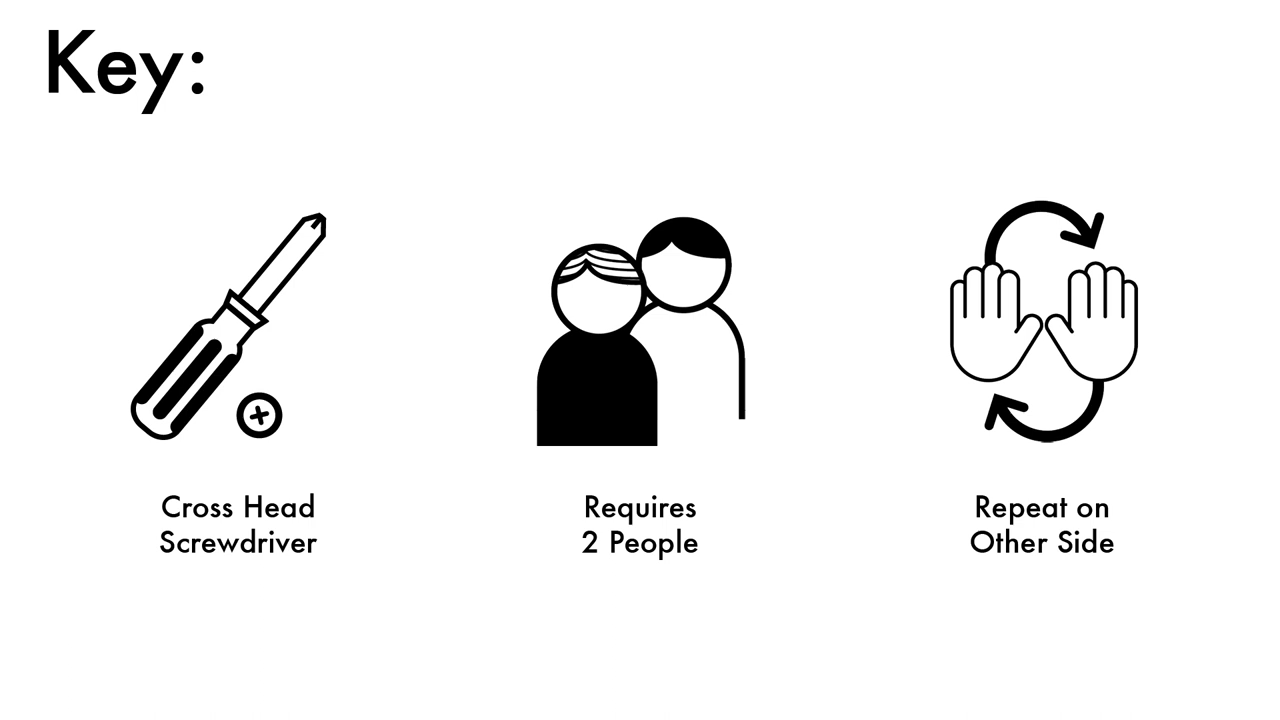 Key:
Cross Head
Screwdriver
Requires
2 People
Repeat on
Other Side